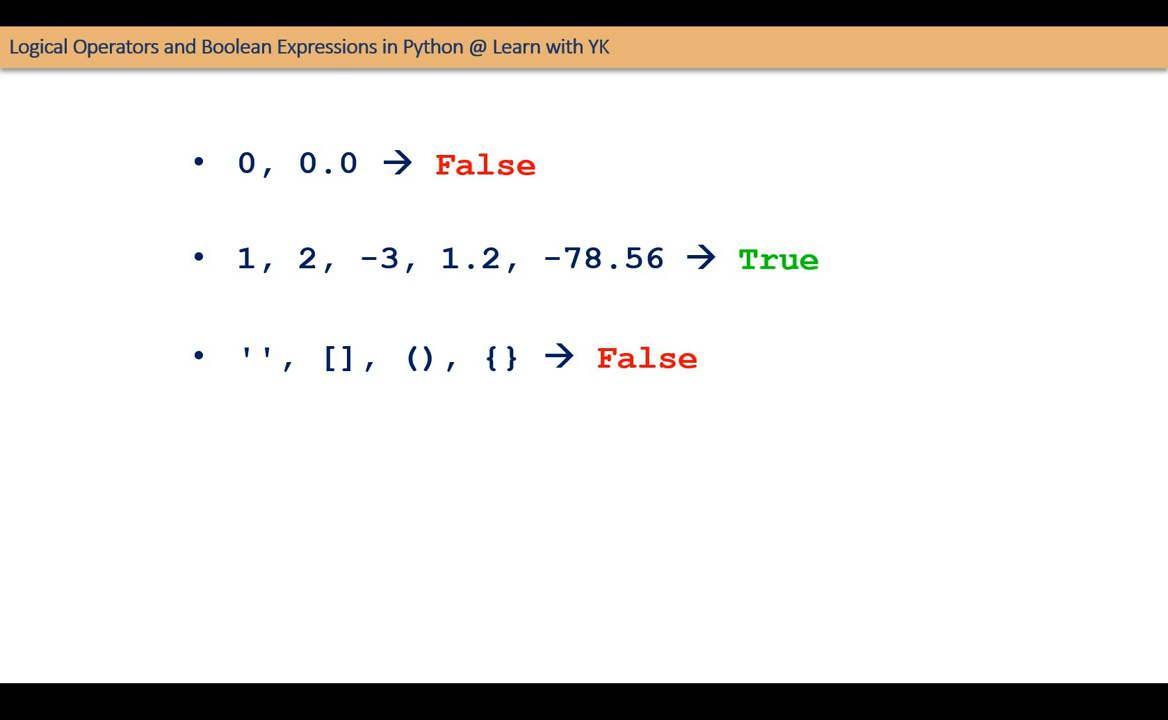 Logical Operators and Boolean Expressions in Python @ Learn with YK
• 0, 0.0 → False
• 1, 2, -3, 1.2, -78.56 → True
• '', [], (), {} → False